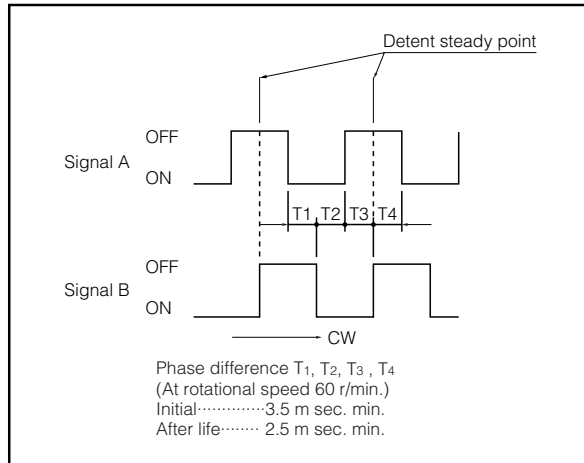 Detent steady point
OFF
Signal A
ON
T1 T2 T3 T4
OFF
Signal B
ON
CW
Phase difference T1, T2, T3 , T4
(At rotational speed 60 r/min.)
Initial··············3.5 m sec. min.
After life········ 2.5 m sec. min.